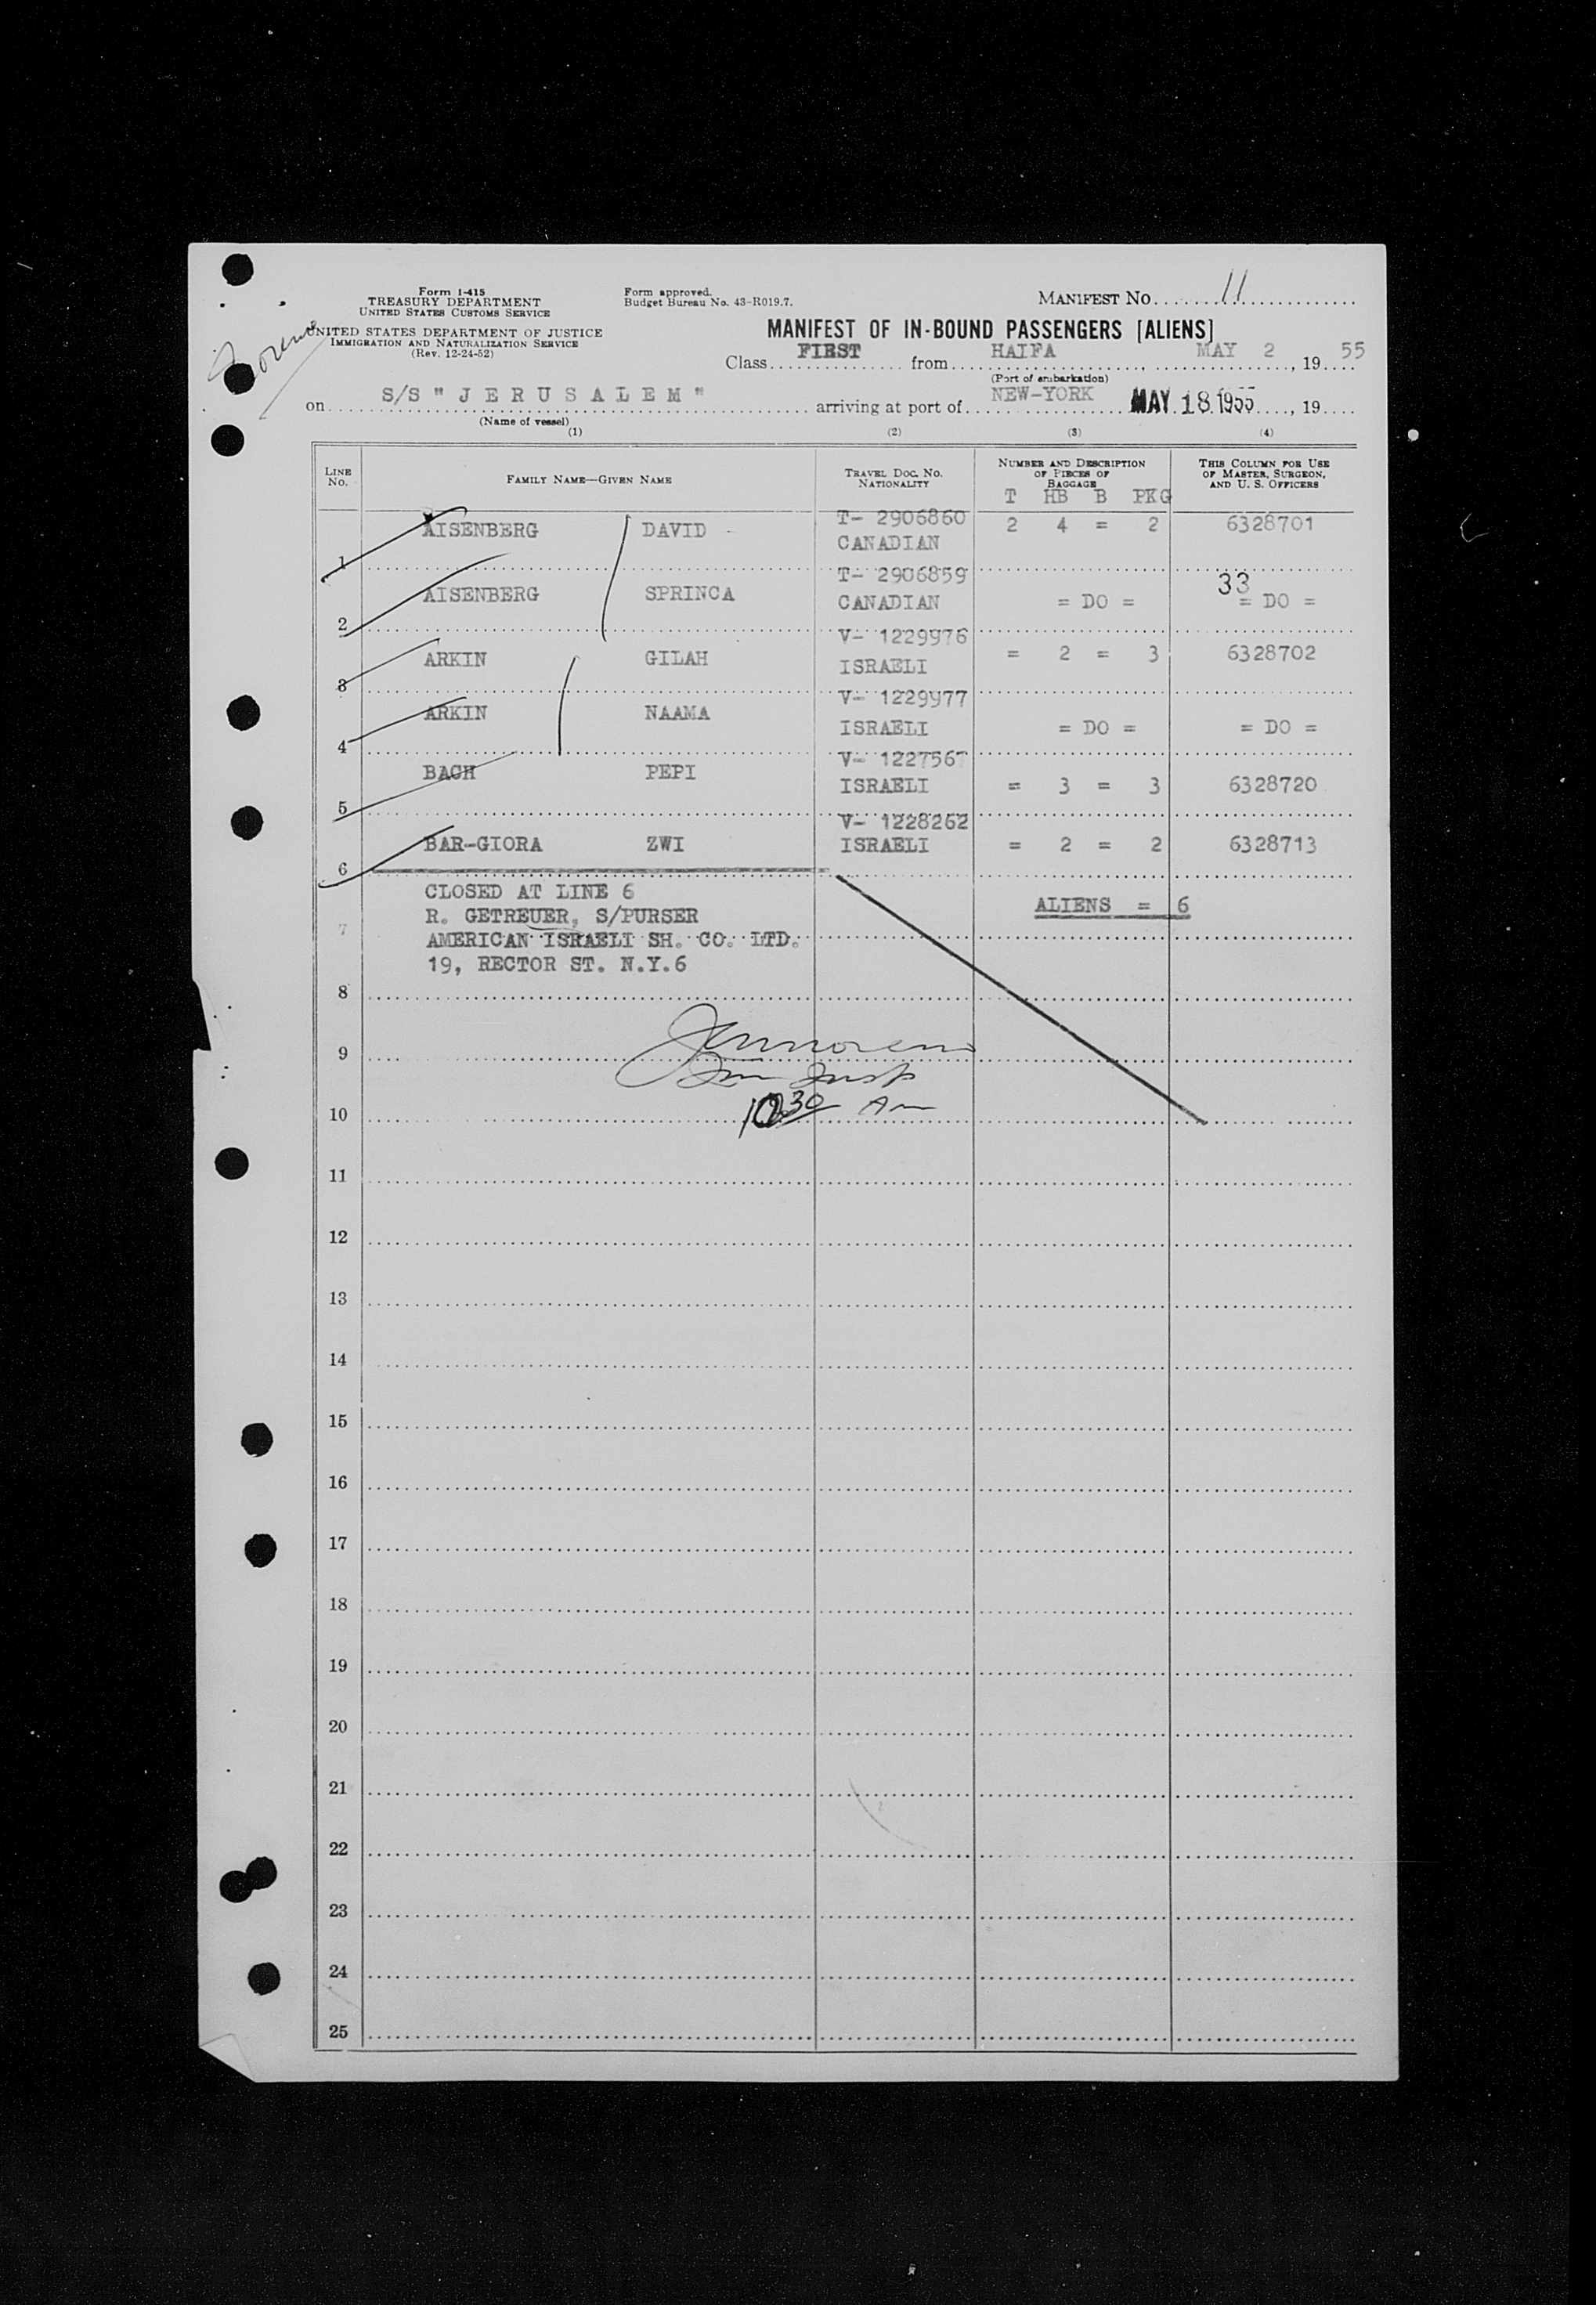 Form I-415
TREASURY DEPARTMENT
UNITED STATES CUSTOMS SERVICE
UNITED STATES DEPARTMENT OF JUSTICE
IMMIGRATION AND NATURALIZATION SERVICE
(Rev. 12-24-52)
Form approved.
Budget Bureau No. 43-R019.7.
MANIFEST NO. 11
MANIFEST OF IN-BOUND PASSENGERS [ALIENS]
Class FIRST from HAIFA, MAY 2, 1955
(Port of embarkation)
on S/S " J E R U S A L E M " arriving at port of NEW-YORK MAY 18 1955, 19
(Name of vessel)
(1) (2) (3) (4)
LINE NO. FAMILY NAME—GIVEN NAME TRAVEL DOC. NO. NATIONALITY NUMBER AND DESCRIPTION OF PIECES OF BAGGAGE THIS COLUMN FOR USE OF MASTER, SURGEON, AND U. S. OFFICERS
T HB B PKG
1 AISENBERG DAVID - T- 2906860 CANADIAN 2 4 = 2 6328701
2 AISENBERG SPRINCA T- 2906859 CANADIAN = DO = 33 = DO =
3 ARKIN GILAH V- 1229976 ISRAELI = 2 = 3 6328702
4 ARKIN NAAMA V- 1229977 ISRAELI = DO = = DO =
5 BACH PEPI V- 1227567 ISRAELI = 3 = 3 6328720
6 BAR-GIORA ZWI V- 1228262 ISRAELI = 2 = 2 6328713
CLOSED AT LINE 6
ALIENS = 6
R. GETREUER, S/PURSER
7 AMERICAN ISRAELI SH. CO. LTD.
19, RECTOR ST. N.Y.6
8
9
Imm Insp
10 10 30 Am
11
12
13
14
15
16
17
18
19
20
21
22
23
24
25